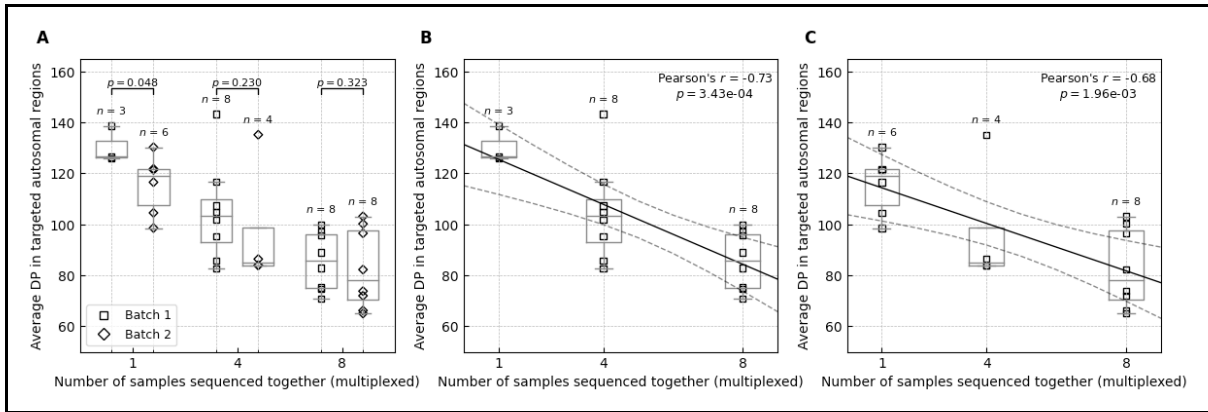 A
Average DP in targeted autosomal regions
160
140
120
100
80
60
p = 0.048
p = 0.230
p = 0.323
n = 3
n = 6
n = 8
n = 4
n = 8
n = 8
Batch 1
Batch 2
1 4 8
Number of samples sequenced together (multiplexed)
B
Average DP in targeted autosomal regions
160
140
120
100
80
60
Pearson's r = -0.73
p = 3.43e-04
n = 3
n = 8
n = 8
1 4 8
Number of samples sequenced together (multiplexed)
C
Average DP in targeted autosomal regions
160
140
120
100
80
60
Pearson's r = -0.68
p = 1.96e-03
n = 6
n = 4
n = 8
1 4 8
Number of samples sequenced together (multiplexed)